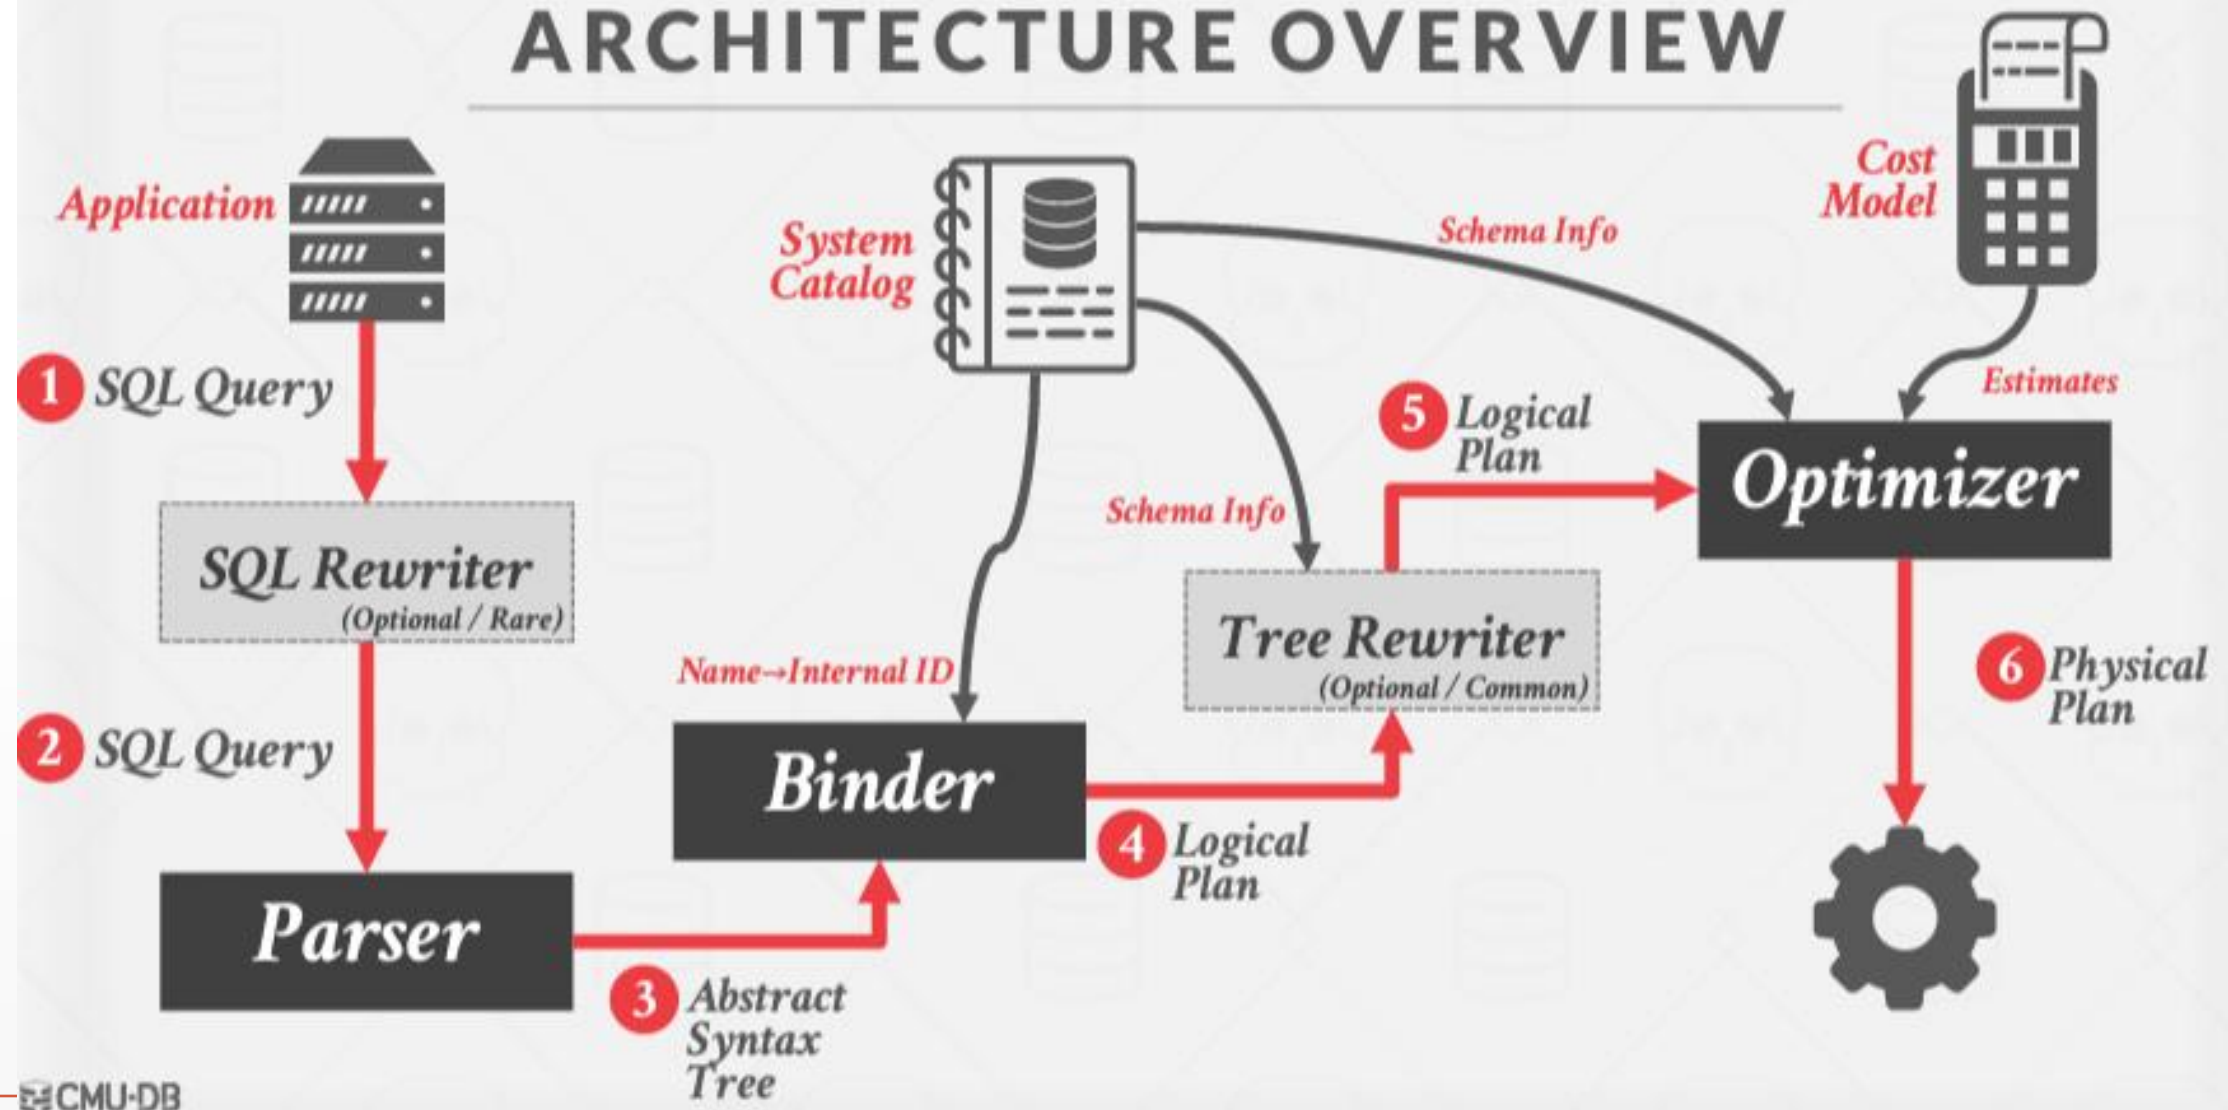 ARCHITECTURE OVERVIEW
Application
System
Catalog
Cost
Model
Schema Info
1 SQL Query
Estimates
5 Logical
Plan
Optimizer
Schema Info
SQL Rewriter
(Optional / Rare)
Tree Rewriter
(Optional / Common)
Name→Internal ID
6 Physical
Plan
2 SQL Query
Binder
4 Logical
Plan
Parser
3 Abstract
Syntax
Tree
CMU·DB